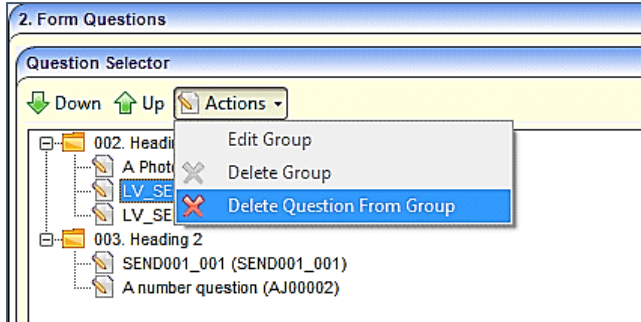 2. Form Questions
Question Selector
Down Up Actions
002. Headi
Edit Group
A Phot
Delete Group
LV_SE
Delete Question From Group
LV_SE
003. Heading 2
SEND001_001 (SEND001_001)
A number question (AJ00002)